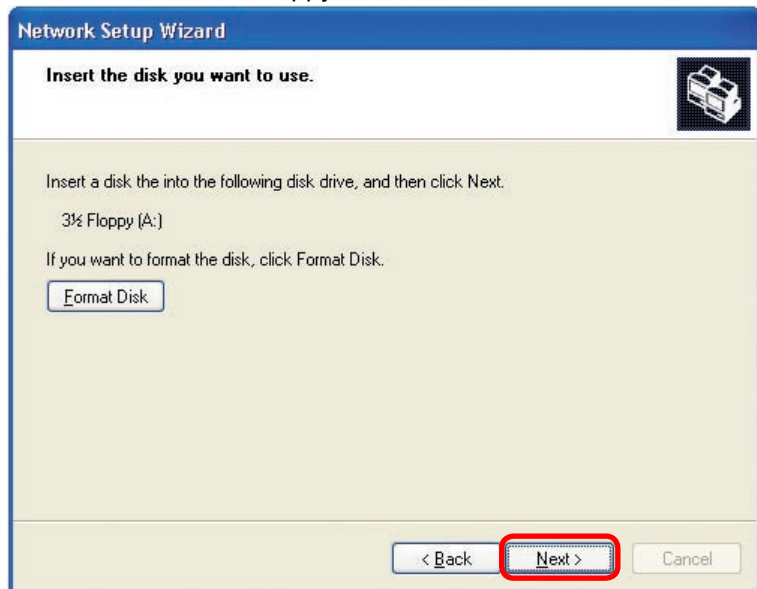 Network Setup Wizard
Insert the disk you want to use.
Insert a disk the into the following disk drive, and then click Next.
3½ Floppy (A:)
If you want to format the disk, click Format Disk.
Format Disk
< Back
Next >
Cancel